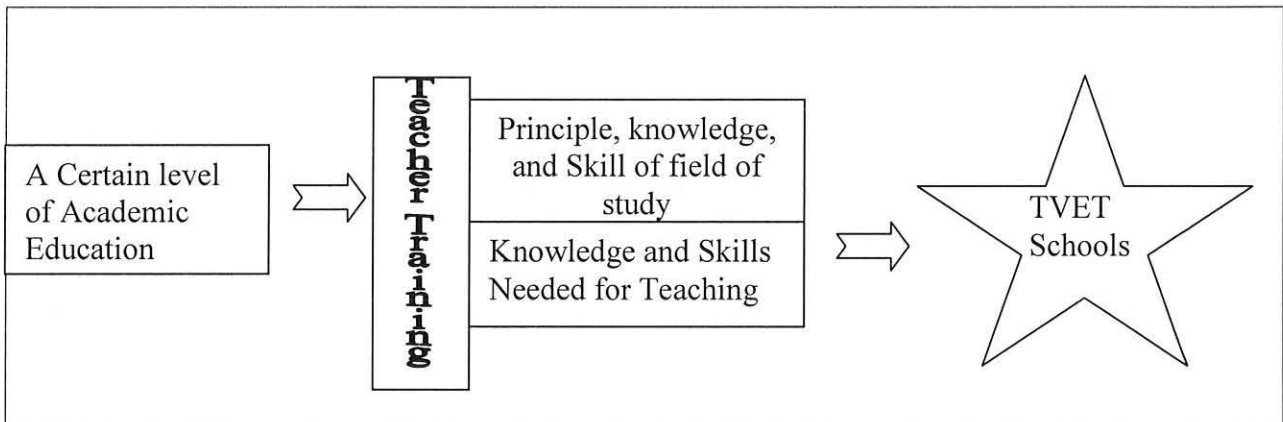 A Certain level
of Academic
Education
Teacher Training
Principle, knowledge,
and Skill of field of
study
Knowledge and Skills
Needed for Teaching
TVET
Schools